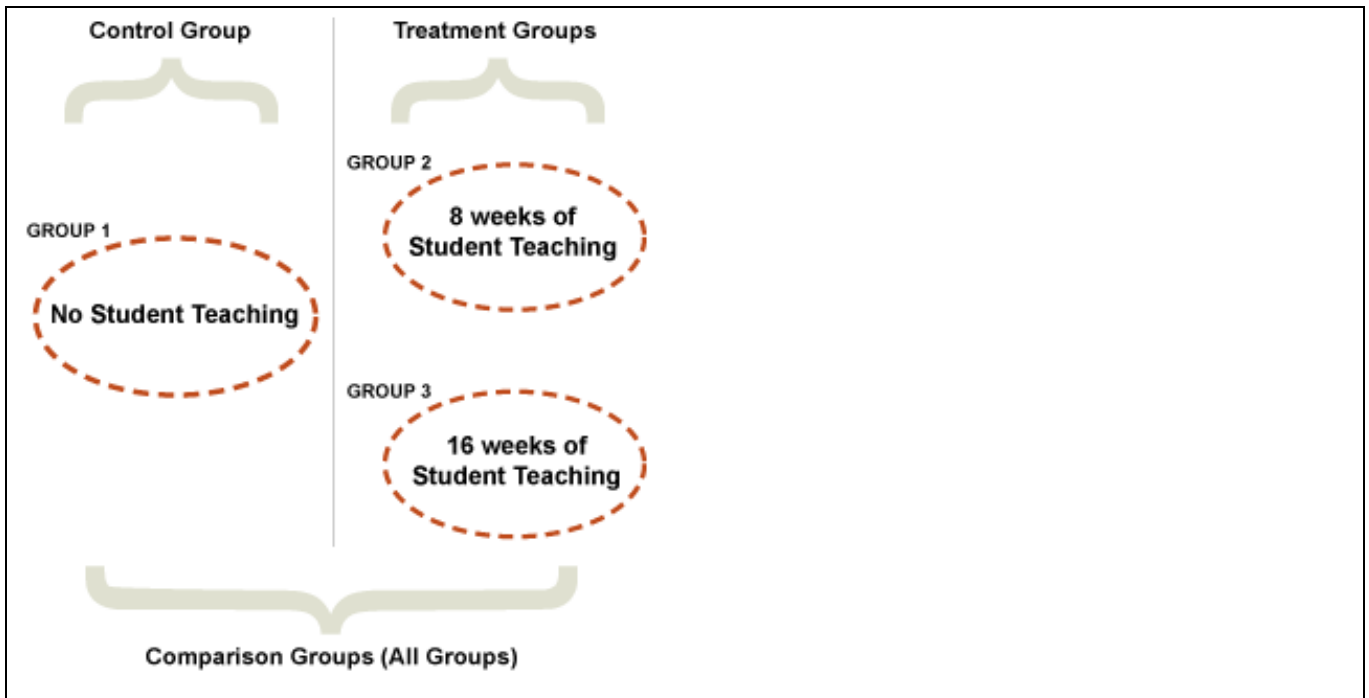 Control Group
Treatment Groups
GROUP 1
No Student Teaching
GROUP 2
8 weeks of
Student Teaching
GROUP 3
16 weeks of
Student Teaching
Comparison Groups (All Groups)